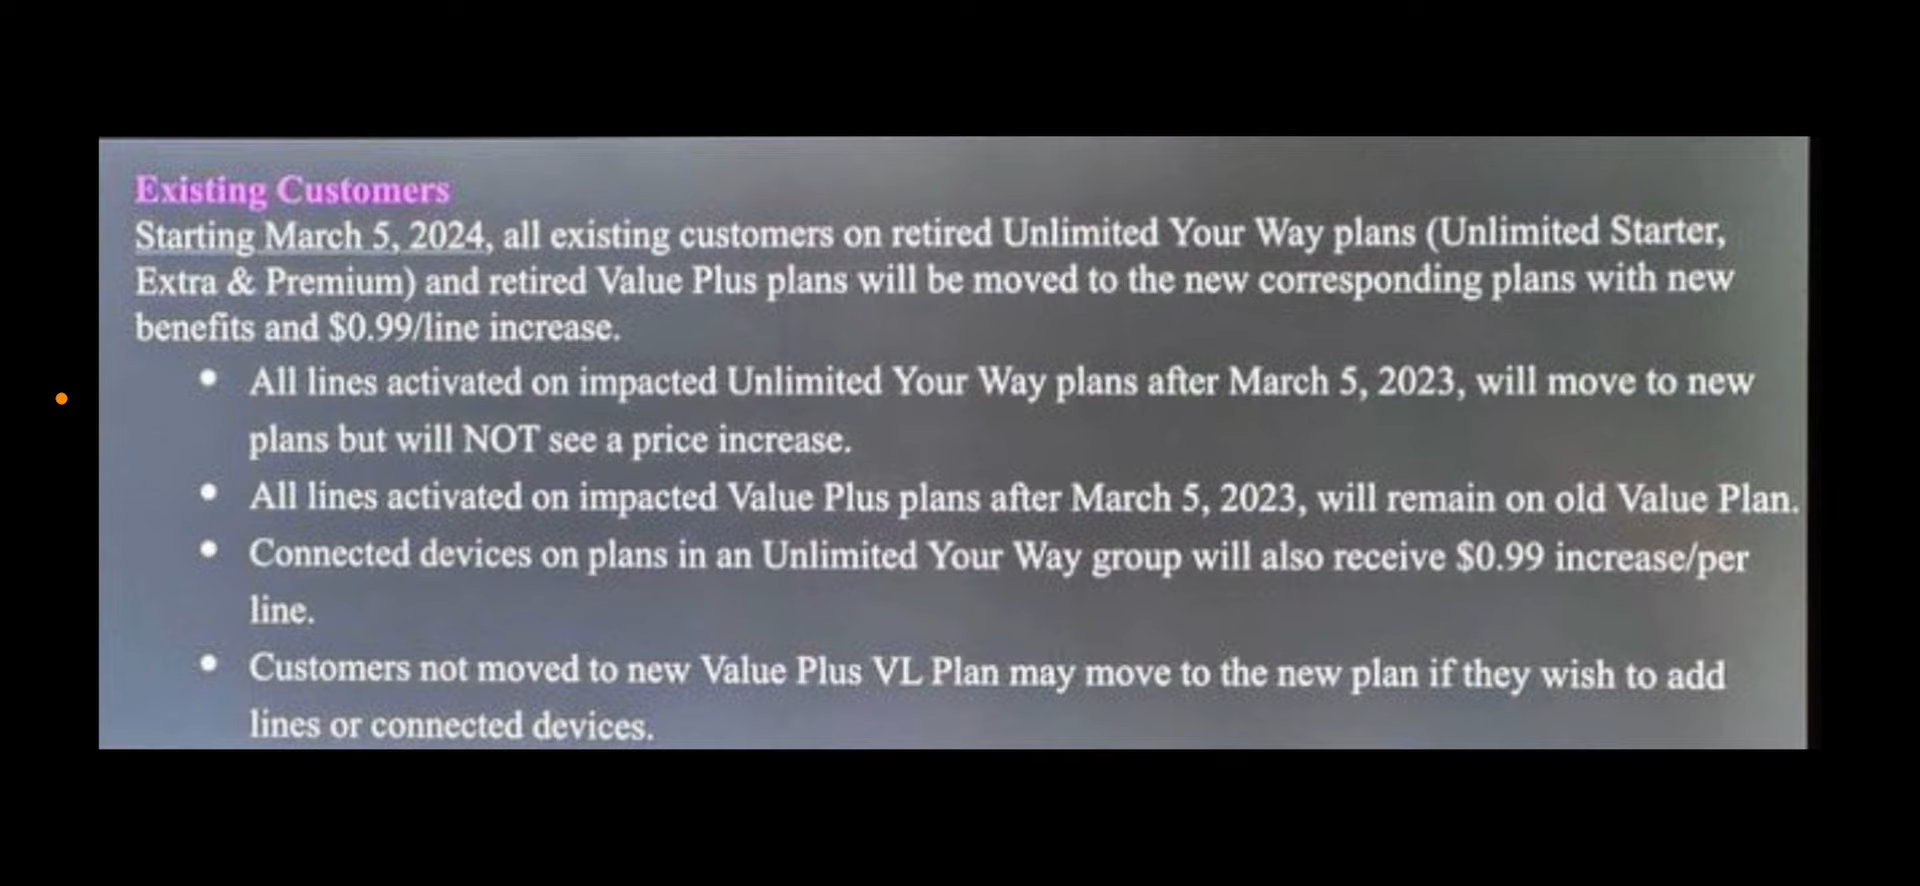 Existing Customers
Starting March 5, 2024, all existing customers on retired Unlimited Your Way plans (Unlimited Starter,
Extra & Premium) and retired Value Plus plans will be moved to the new corresponding plans with new
benefits and $0.99/line increase.
• All lines activated on impacted Unlimited Your Way plans after March 5, 2023, will move to new
plans but will NOT see a price increase.
• All lines activated on impacted Value Plus plans after March 5, 2023, will remain on old Value Plan.
• Connected devices on plans in an Unlimited Your Way group will also receive $0.99 increase/per
line.
• Customers not moved to new Value Plus VL Plan may move to the new plan if they wish to add
lines or connected devices.